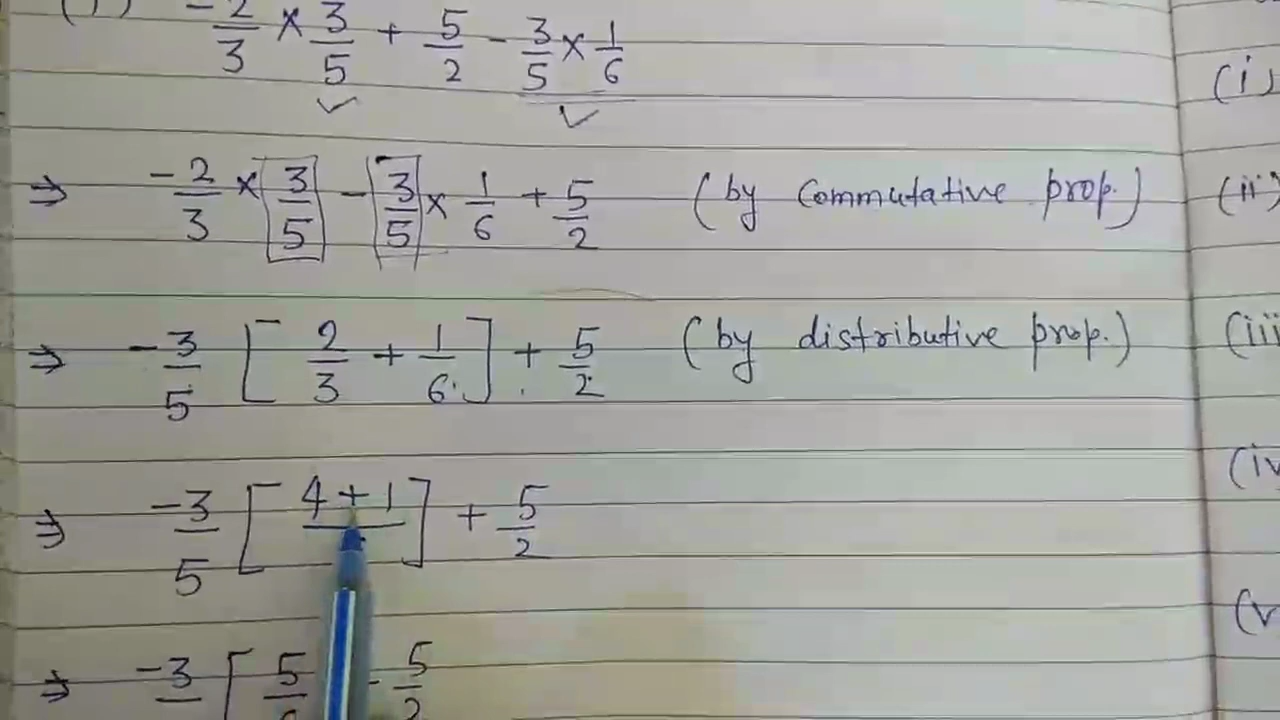 (i) -2/3 × 3/5 + 5/2 - 3/5 × 1/6
⇒ -2/3 × 3/5 - 3/5 × 1/6 + 5/2 (by Commutative prop.)
⇒ -3/5 [ 2/3 + 1/6 ] + 5/2 (by distributive prop.)
⇒ -3/5 [ 4+1 ] + 5/2
⇒ -3 [ 5 5/2
(i)
(ii)
(iii
(iv
(v